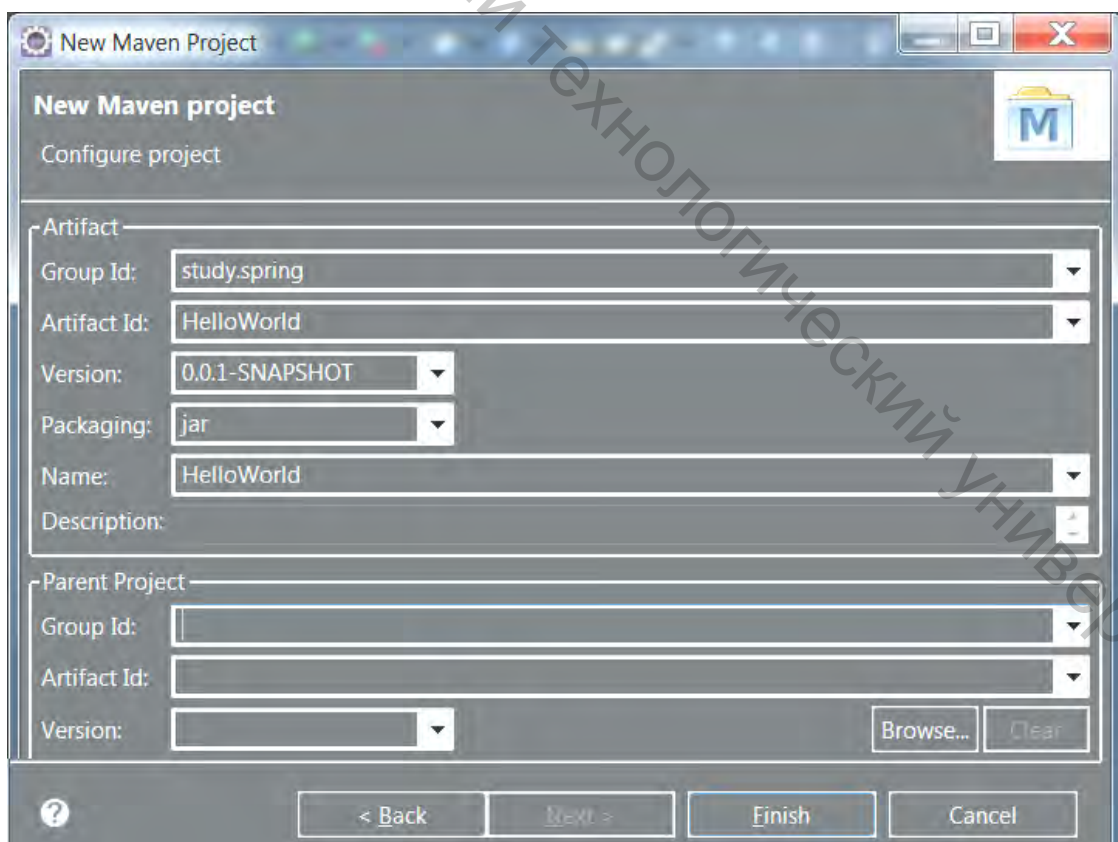 New Maven Project
New Maven project
Configure project
M
Artifact
Group Id: study.spring
Artifact Id: HelloWorld
Version: 0.0.1-SNAPSHOT
Packaging: jar
Name: HelloWorld
Description:
Parent Project
Group Id:
Artifact Id:
Version: Browse... Clear
? < Back Next > Finish Cancel
й технологический универ